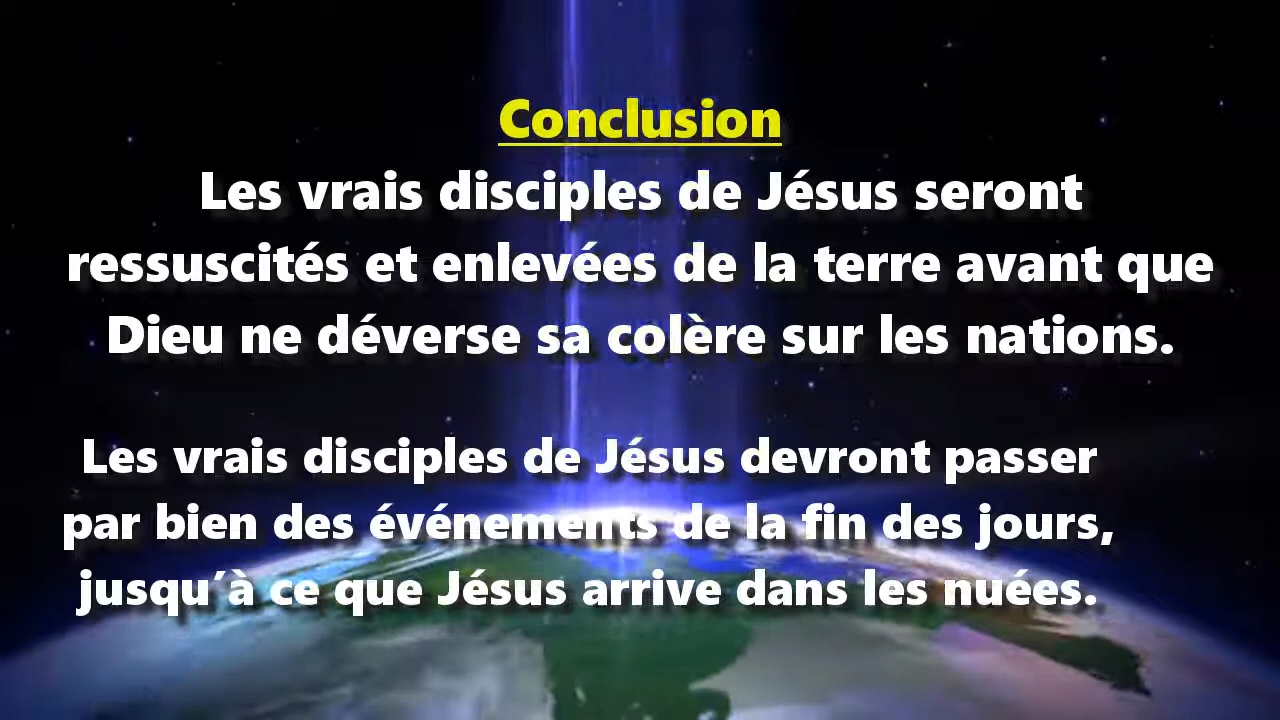 Conclusion
Les vrais disciples de Jésus seront
ressuscités et enlevées de la terre avant que
Dieu ne déverse sa colère sur les nations.
Les vrais disciples de Jésus devront passer
par bien des événements de la fin des jours,
jusqu'à ce que Jésus arrive dans les nuées.